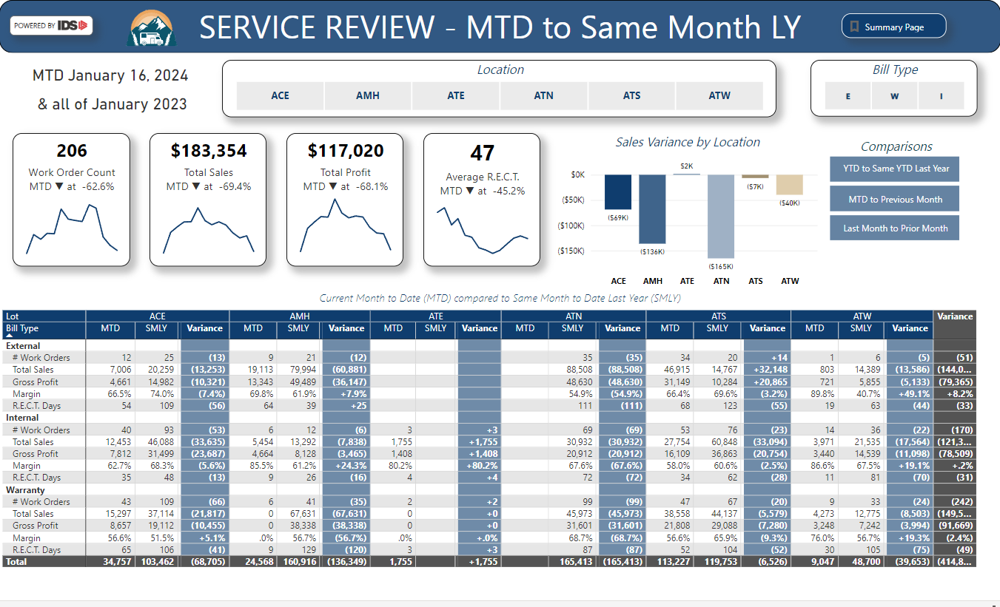 POWERED BY IDS
SERVICE REVIEW - MTD to Same Month LY
Summary Page
MTD January 16, 2024
& all of January 2023
Location
ACE AMH ATE ATN ATS ATW
Bill Type
E W I
206
Work Order Count
MTD ▼ at -62.6%
$183,354
Total Sales
MTD ▼ at -69.4%
$117,020
Total Profit
MTD ▼ at -68.1%
47
Average R.E.C.T.
MTD ▼ at -45.2%
Sales Variance by Location
$0K
($50K)
($100K)
($150K)
($69K)
($136K)
$2K
($165K)
($7K)
($40K)
ACE AMH ATE ATN ATS ATW
Comparisons
YTD to Same YTD Last Year
MTD to Previous Month
Last Month to Prior Month
Current Month to Date (MTD) compared to Same Month to Date Last Year (SMLY)
Lot ACE AMH ATE ATN ATS ATW Variance
Bill Type MTD SMLY Variance MTD SMLY Variance MTD SMLY Variance MTD SMLY Variance MTD SMLY Variance MTD SMLY Variance
External
# Work Orders 12 25 (13) 9 21 (12) 35 (35) 34 20 +14 1 6 (5) (51)
Total Sales 7,006 20,259 (13,253) 19,113 79,994 (60,881) 88,508 (88,508) 46,915 14,767 +32,148 803 14,389 (13,586) (144,0...
Gross Profit 4,661 14,982 (10,321) 13,343 49,489 (36,147) 48,630 (48,630) 31,149 10,284 +20,865 721 5,855 (5,133) (79,365)
Margin 66.5% 74.0% (7.4%) 69.8% 61.9% +7.9% 54.9% (54.9%) 66.4% 69.6% (3.2%) 89.8% 40.7% +49.1% +8.2%
R.E.C.T. Days 54 109 (56) 64 39 +25 111 (111) 68 123 (55) 19 63 (44) (33)
Internal
# Work Orders 40 93 (53) 6 12 (6) 3 +3 69 (69) 53 76 (23) 14 36 (22) (170)
Total Sales 12,453 46,088 (33,635) 5,454 13,292 (7,838) 1,755 +1,755 30,932 (30,932) 27,754 60,848 (33,094) 3,971 21,535 (17,564) (121,3...
Gross Profit 7,812 31,499 (23,687) 4,664 8,128 (3,465) 1,408 +1,408 20,912 (20,912) 16,109 36,863 (20,754) 3,440 14,539 (11,098) (78,509)
Margin 62.7% 68.3% (5.6%) 85.5% 61.2% +24.3% 80.2% +80.2% 67.6% (67.6%) 58.0% 60.6% (2.5%) 86.6% 67.5% +19.1% +.2%
R.E.C.T. Days 35 48 (13) 9 26 (16) 4 +4 72 (72) 34 62 (28) 11 81 (70) (31)
Warranty
# Work Orders 43 109 (66) 6 41 (35) 2 +2 99 (99) 47 67 (20) 9 33 (24) (242)
Total Sales 15,297 37,114 (21,817) 0 67,631 (67,631) 0 +0 45,973 (45,973) 38,558 44,137 (5,579) 4,273 12,775 (8,503) (149,5...
Gross Profit 8,657 19,112 (10,455) 0 38,338 (38,338) 0 +0 31,601 (31,601) 21,808 29,088 (7,280) 3,248 7,242 (3,994) (91,669)
Margin 56.6% 51.5% +5.1% .0% 56.7% (56.7%) .0% +.0% 68.7% (68.7%) 56.6% 65.9% (9.3%) 76.0% 56.7% +19.3% (2.4%)
R.E.C.T. Days 65 106 (41) 9 129 (120) 3 +3 87 (87) 52 104 (52) 30 105 (75) (49)
Total 34,757 103,462 (68,705) 24,568 160,916 (136,349) 1,755 +1,755 165,413 (165,413) 113,227 119,753 (6,526) 9,047 48,700 (39,653) (414,8...